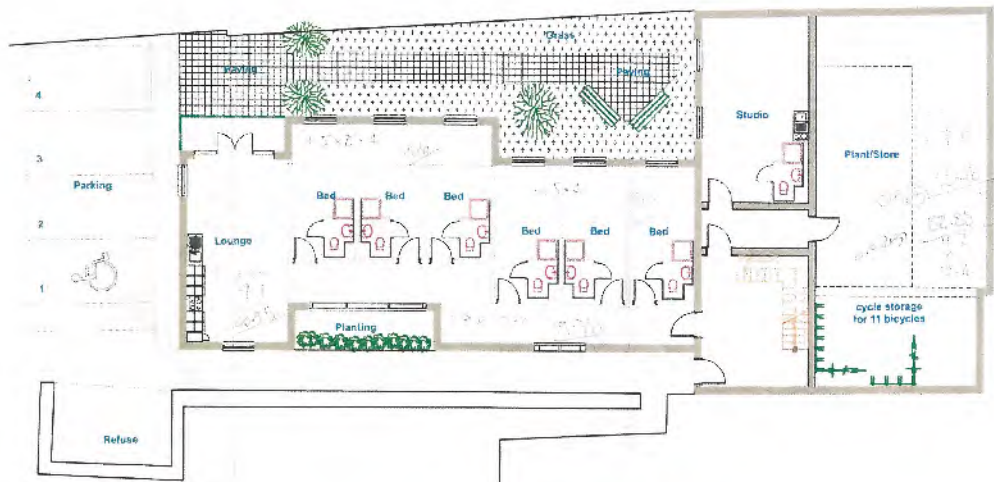 Grass
Paving
Paving
4
Studio
3
Plant/Store
Parking
Bed
Bed
Bed
2
Bed
Bed
Bed
Lounge
1
cycle storage
for 11 bicycles
Planting
Refuse